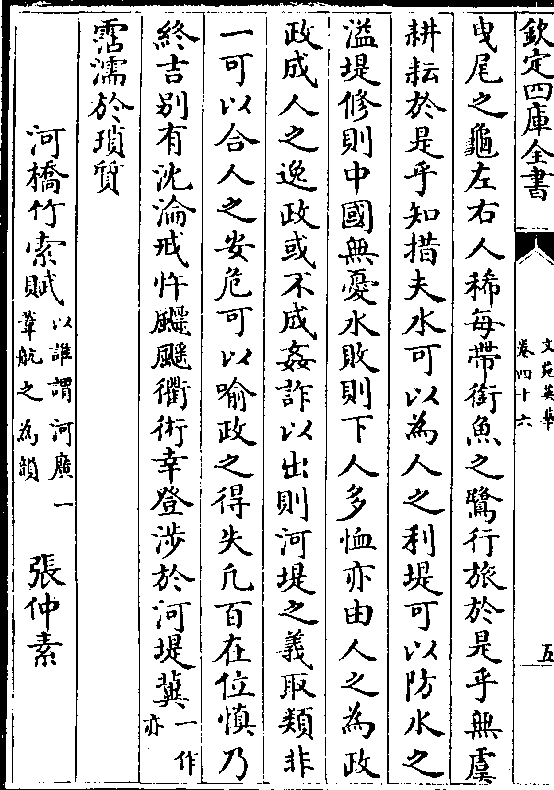 欽定四庫全書
文苑英華
卷四十六
五
曳尾之龜左右人稀每帶銜魚之鷺行旅於是乎無虞
耕耘於是乎知措夫水可以為人之利堤可以防水之
溢堤修則中國無憂水敗則下人多恤亦由人之為政
政成人之逸政或不成姦詐以出則河堤之義取類非
一可以合人之安危可以喻政之得失凡百在位慎乃
終吉别有沈淪戒忤飃颺衢術幸登涉於河堤冀一作亦
霑濡於瑣質
河橋竹索賦以誰謂河廣一葦航之為韻 張仲素